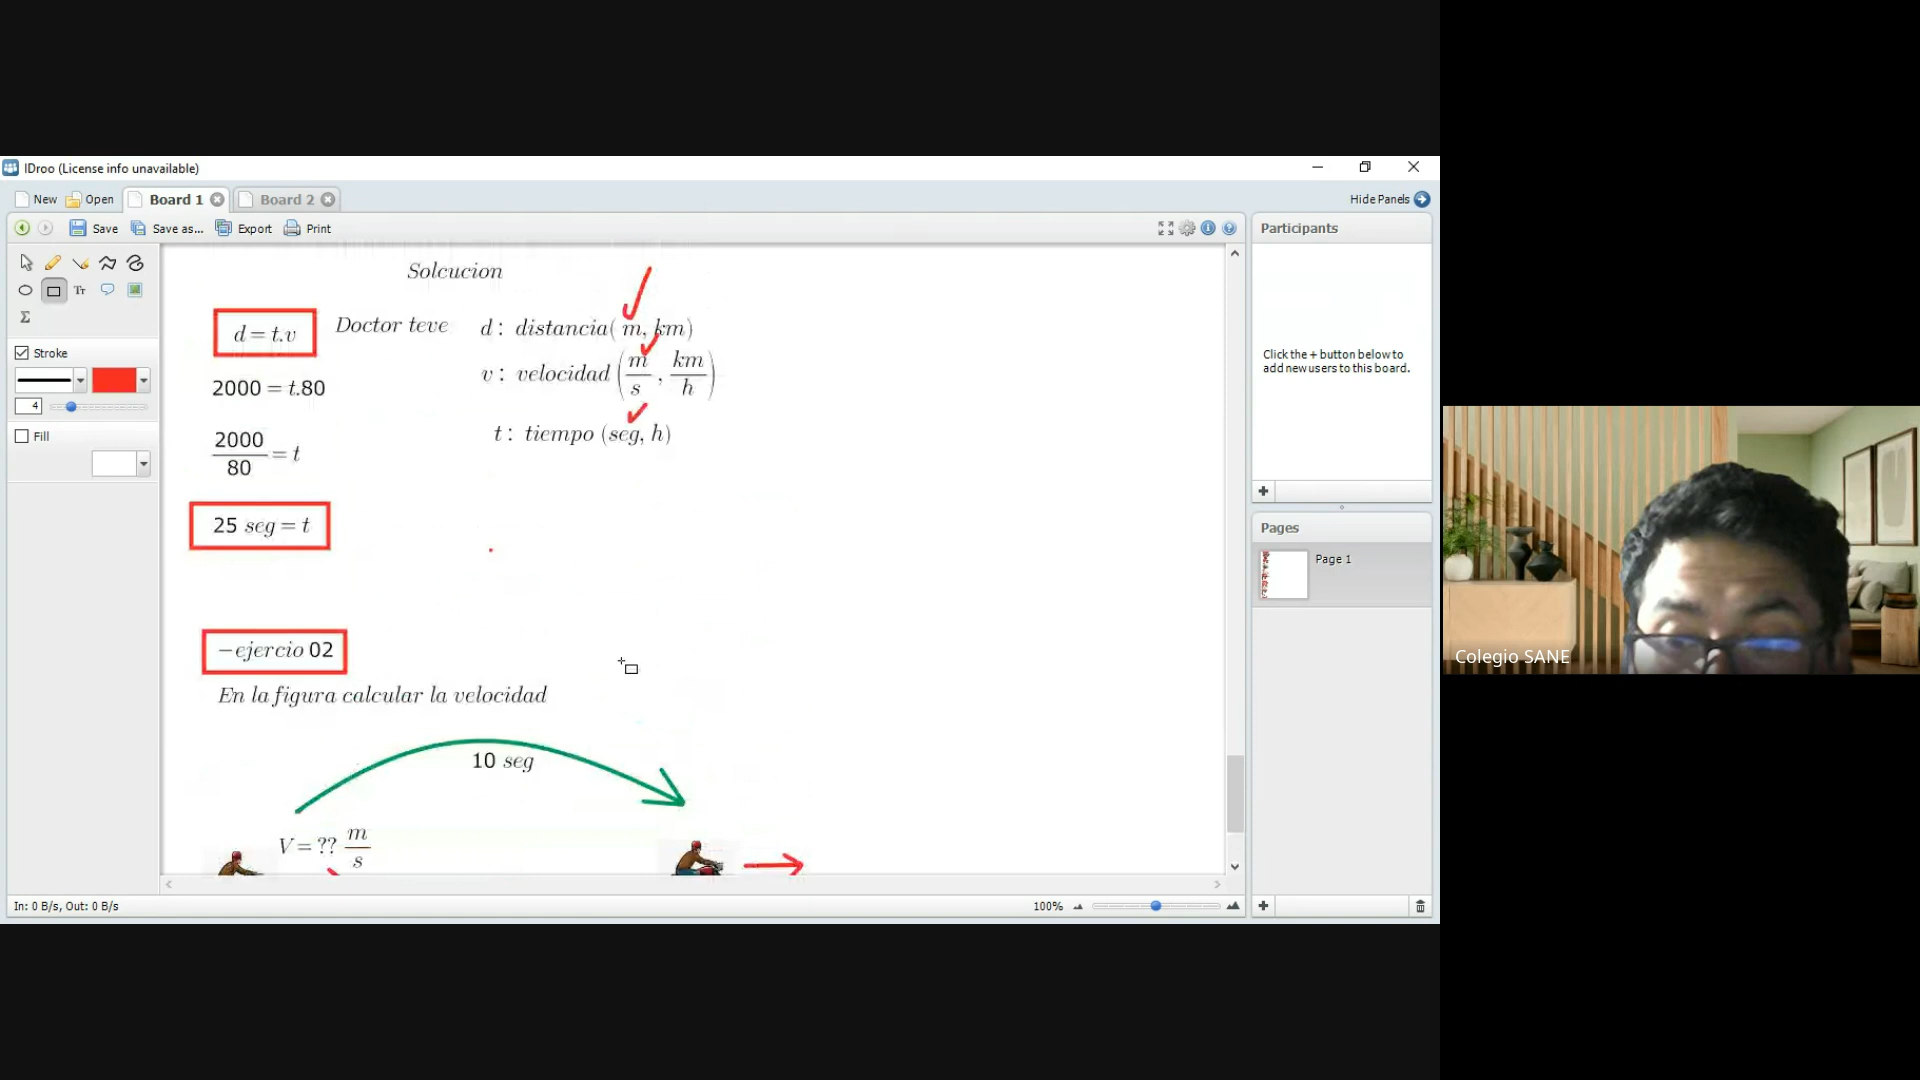 IDroo (License info unavailable)
New Open Board 1 Board 2 Hide Panels
Save Save as... Export Print
Participants
Click the + button below to
add new users to this board.
Pages
Page 1
Tr
Σ
Stroke
4
Fill
Solcucion
d = t.v Doctor teve d : distancia( m, km)
2000 = t.80 v : velocidad (m/s , km/h)
2000/80 = t t : tiempo (seg, h)
25 seg = t
−ejercio 02
En la figura calcular la velocidad
10 seg
V = ?? m/s
In: 0 B/s, Out: 0 B/s 100%
Colegio SANE